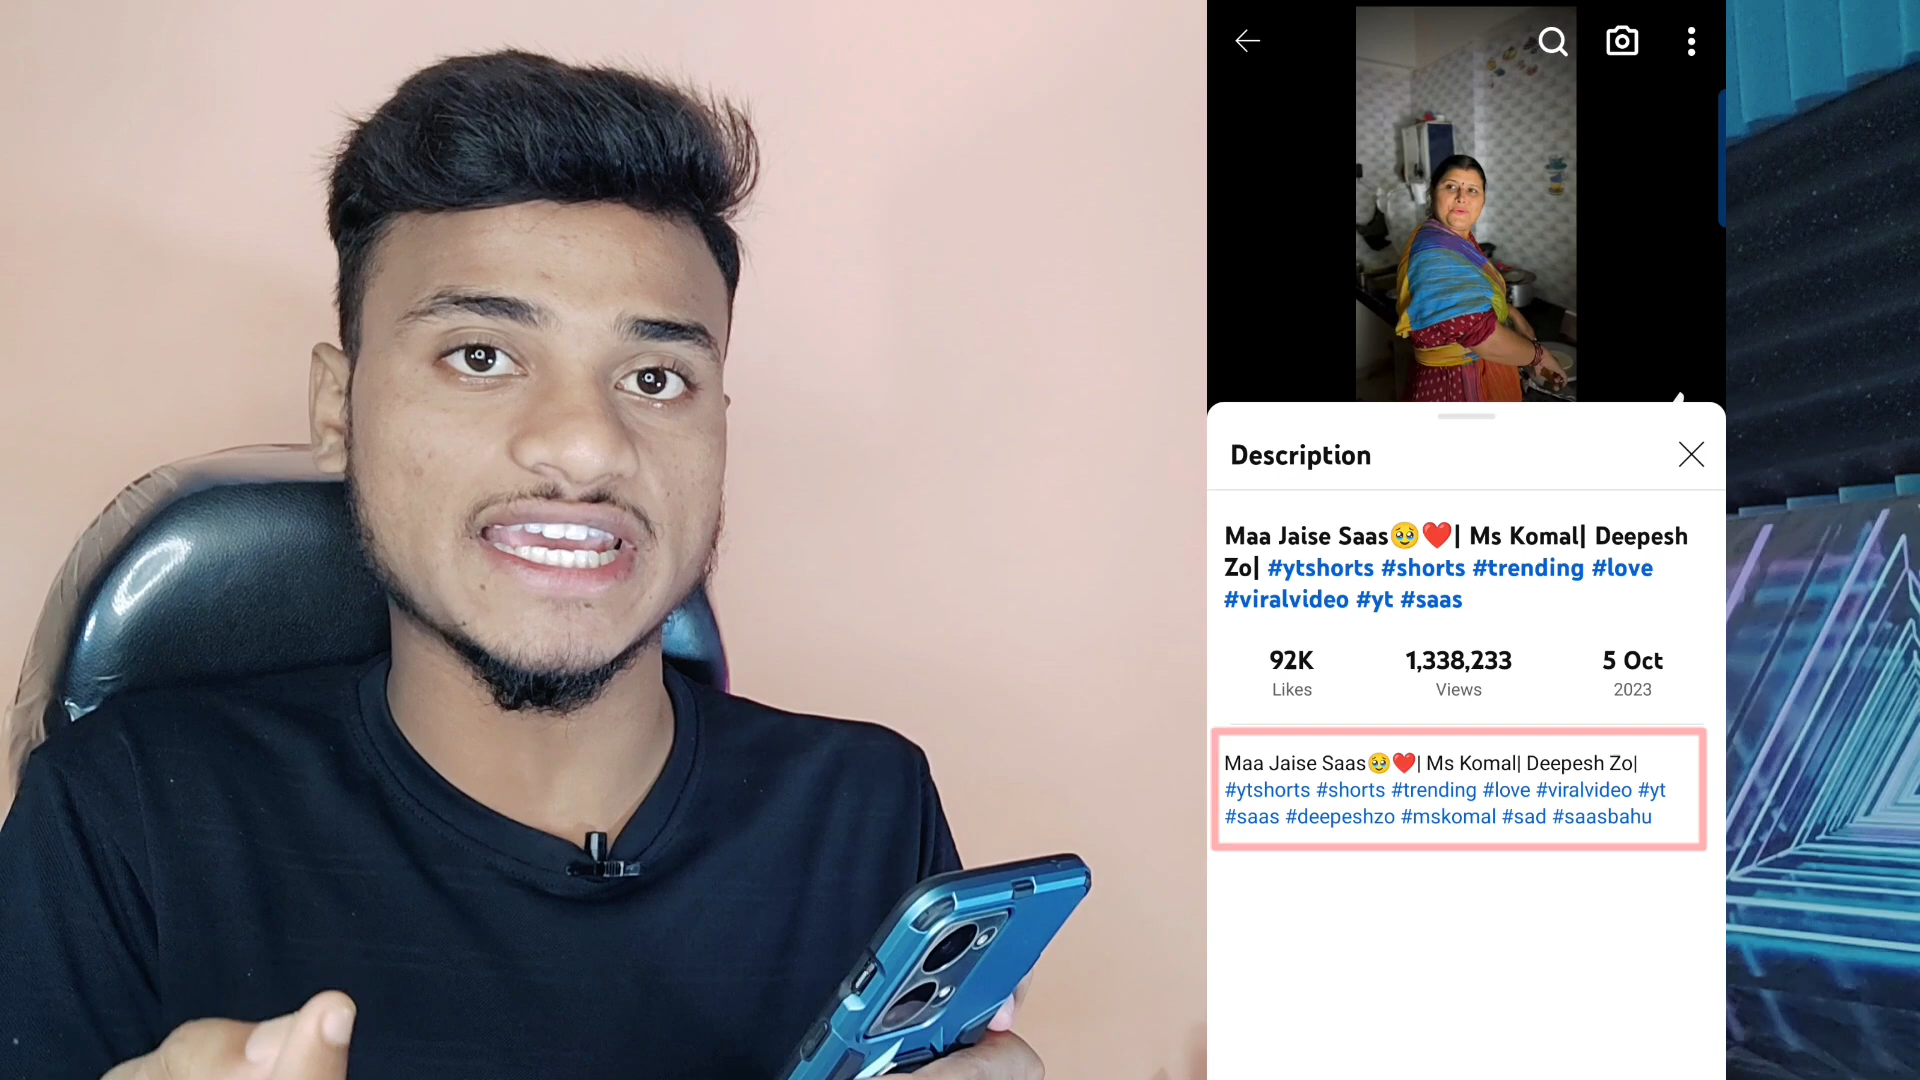 Description
Maa Jaise Saas🥹❤️| Ms Komal| Deepesh
Zo| #ytshorts #shorts #trending #love
#viralvideo #yt #saas
92K 1,338,233 5 Oct
Likes Views 2023
Maa Jaise Saas🥹❤️| Ms Komal| Deepesh Zo|
#ytshorts #shorts #trending #love #viralvideo #yt
#saas #deepeshzo #mskomal #sad #saasbahu